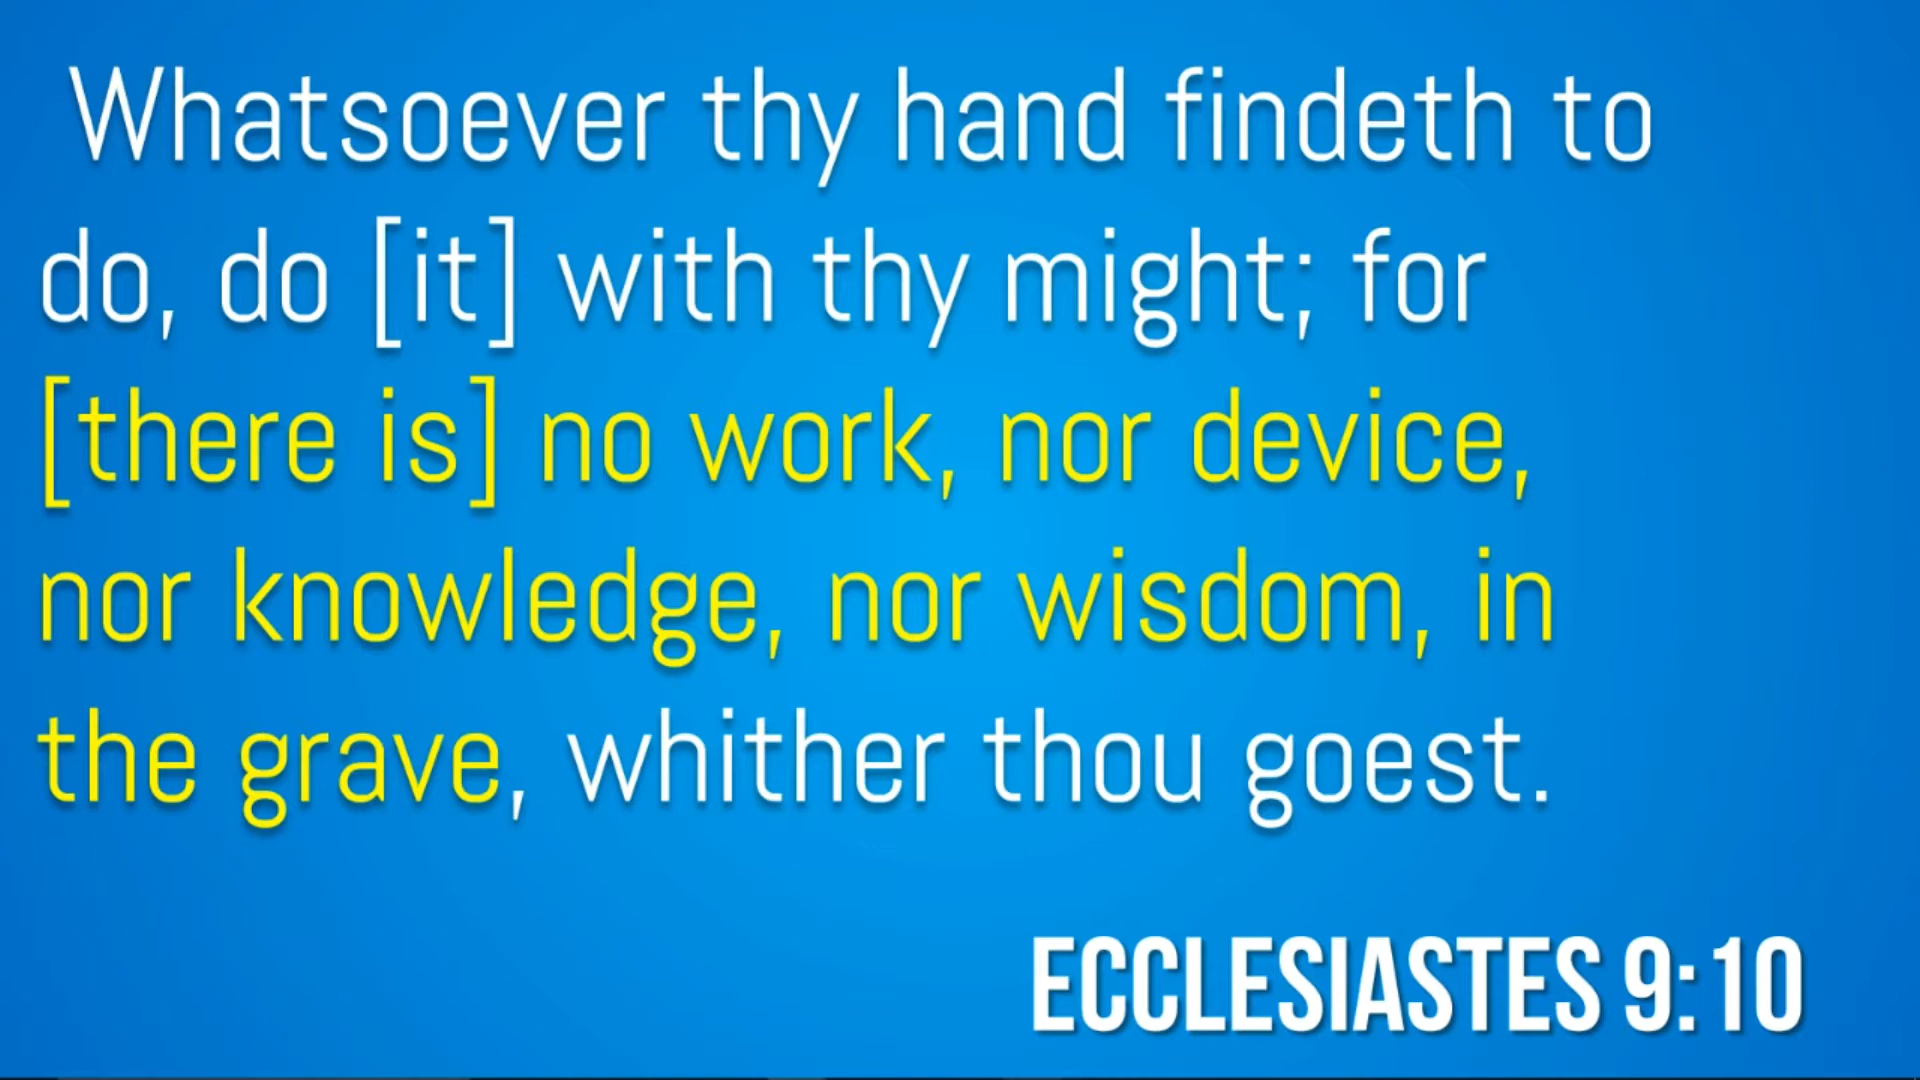 Whatsoever thy hand findeth to
do, do [it] with thy might; for
[there is] no work, nor device,
nor knowledge, nor wisdom, in
the grave, whither thou goest.
ECCLESIASTES 9:10